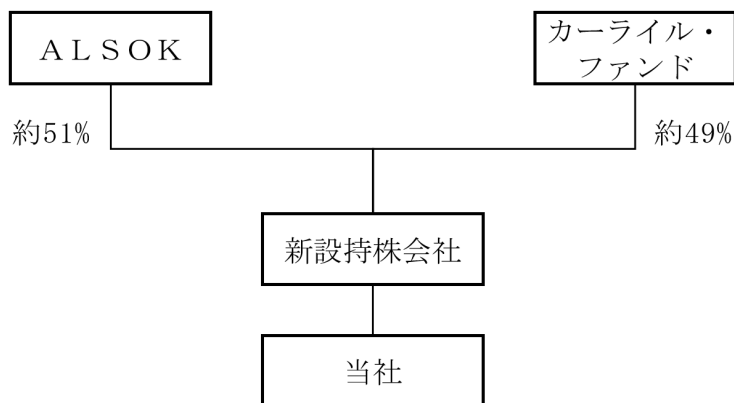 ＡＬＳＯＫ
カーライル・
ファンド
約51%
約49%
新設持株会社
当社